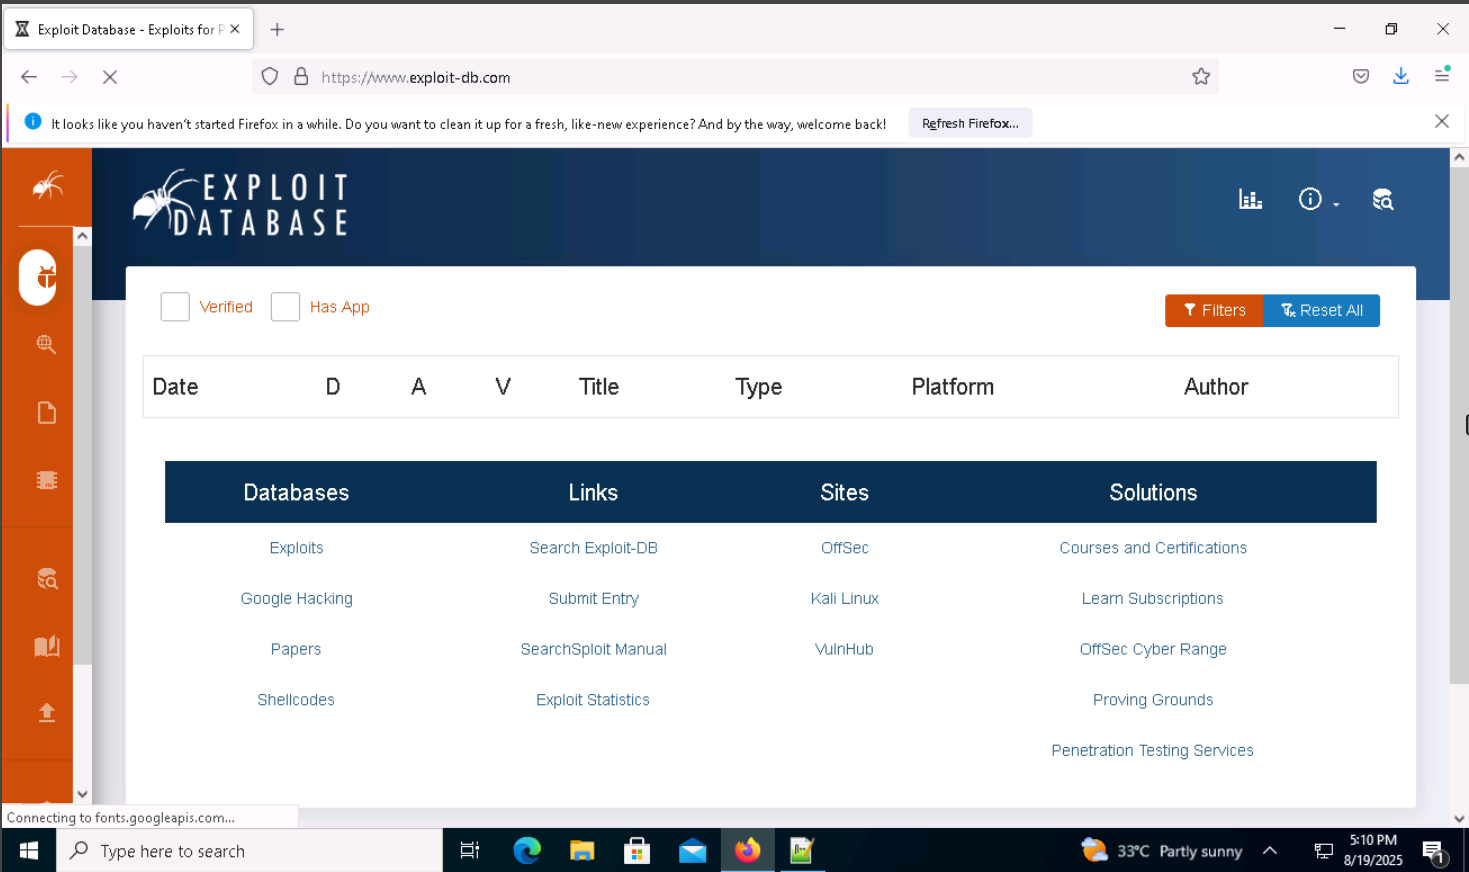 Exploit Database - Exploits for P
https://www.exploit-db.com
It looks like you haven't started Firefox in a while. Do you want to clean it up for a fresh, like-new experience? And by the way, welcome back!
Refresh Firefox...
EXPLOIT
DATABASE
Verified
Has App
Filters
Reset All
Date D A V Title Type Platform Author
Databases Links Sites Solutions
Exploits Search Exploit-DB OffSec Courses and Certifications
Google Hacking Submit Entry Kali Linux Learn Subscriptions
Papers SearchSploit Manual VulnHub OffSec Cyber Range
Shellcodes Exploit Statistics Proving Grounds
Penetration Testing Services
Connecting to fonts.googleapis.com...
Type here to search
33°C Partly sunny
5:10 PM
8/19/2025
1